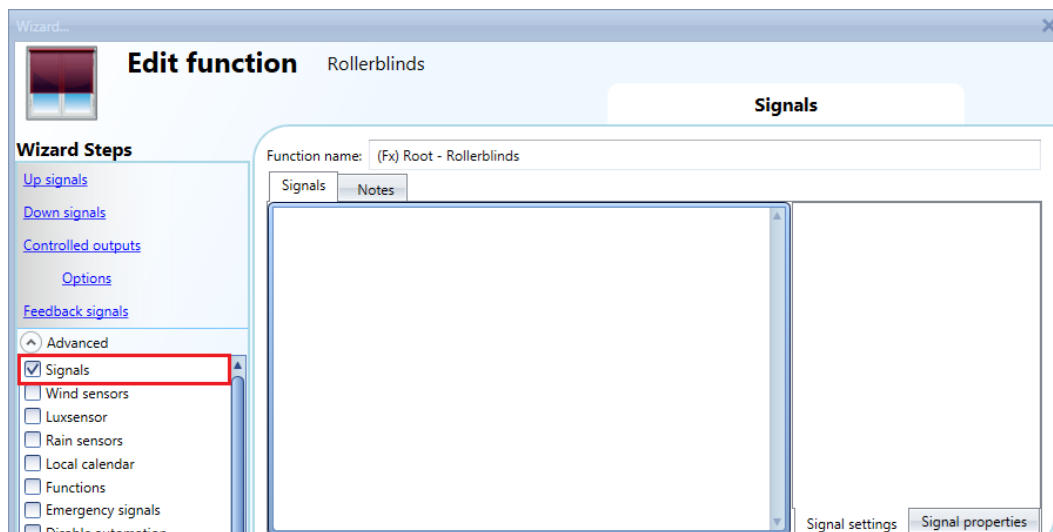 Wizard...
Edit function Rollerblinds
Signals
Wizard Steps
Up signals
Down signals
Controlled outputs
Options
Feedback signals
Advanced
Signals
Wind sensors
Luxsensor
Rain sensors
Local calendar
Functions
Emergency signals
Disable automation
Function name: (Fx) Root - Rollerblinds
Signals Notes
Signal settings Signal properties